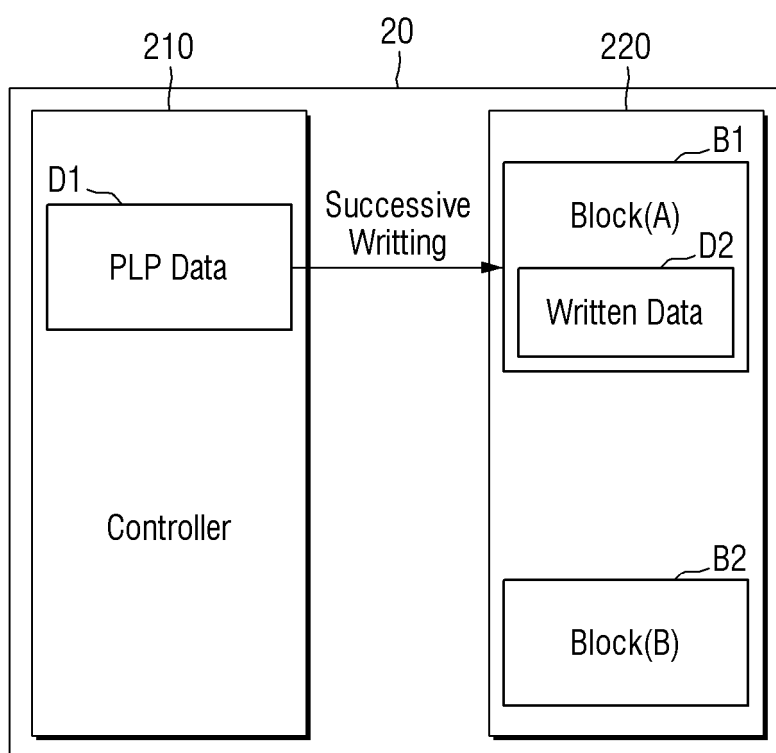 20
210
220
D1
PLP Data
Successive
Writting
B1
Block(A)
D2
Written Data
Controller
B2
Block(B)